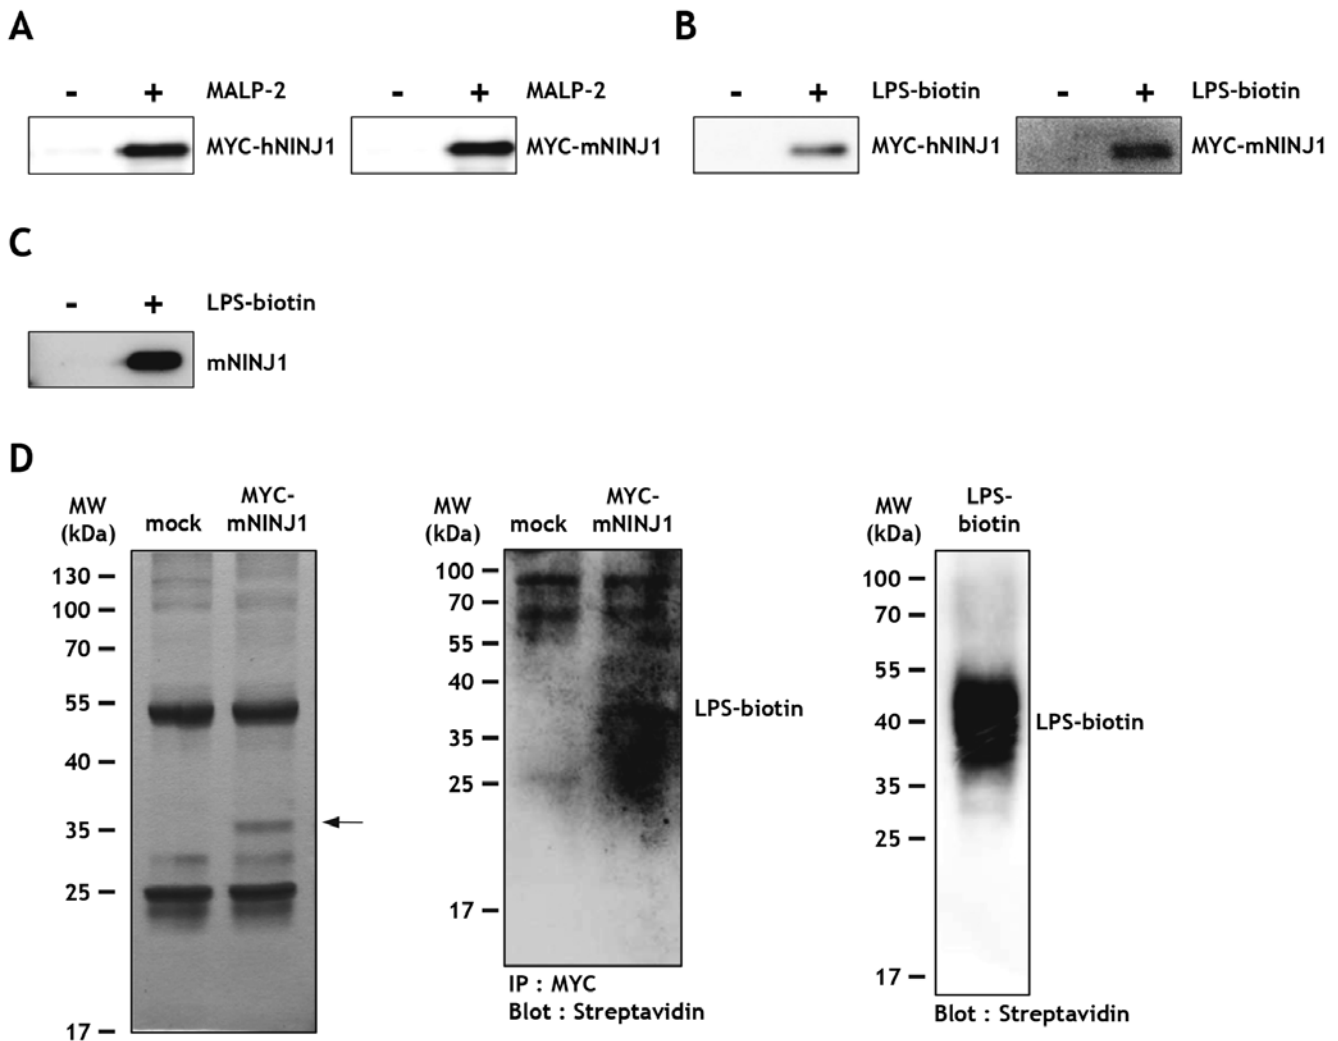 A
- + MALP-2
MYC-hNINJ1
- + MALP-2
MYC-mNINJ1
B
- + LPS-biotin
MYC-hNINJ1
- + LPS-biotin
MYC-mNINJ1
C
- + LPS-biotin
mNINJ1
D
MW
(kDa)
mock
MYC-
mNINJ1
130
100
70
55
40
35
25
17
MW
(kDa)
mock
MYC-
mNINJ1
100
70
55
40
35
25
17
LPS-biotin
IP : MYC
Blot : Streptavidin
MW
(kDa)
LPS-
biotin
100
70
55
40
35
25
17
LPS-biotin
Blot : Streptavidin